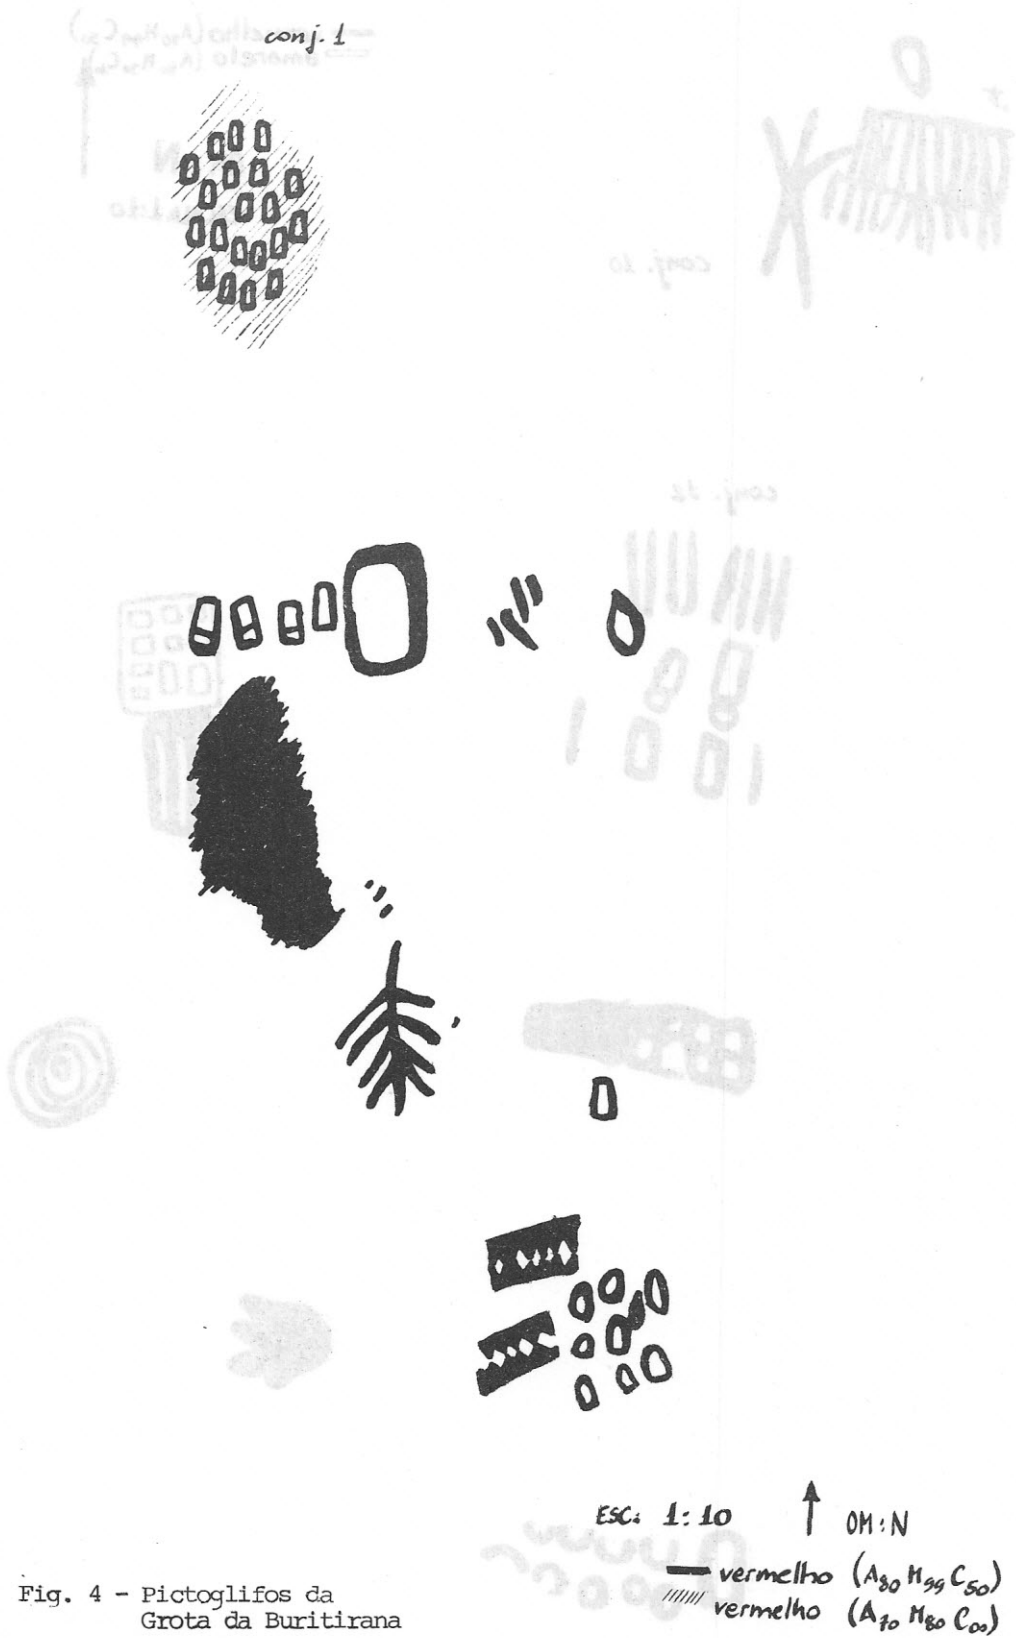 conj. 1
ESC: 1:10
OM:N
vermelho (A80 M99 C50)
vermelho (A70 M80 C00)
Fig. 4 - Pictoglifos da
Grota da Buritirana